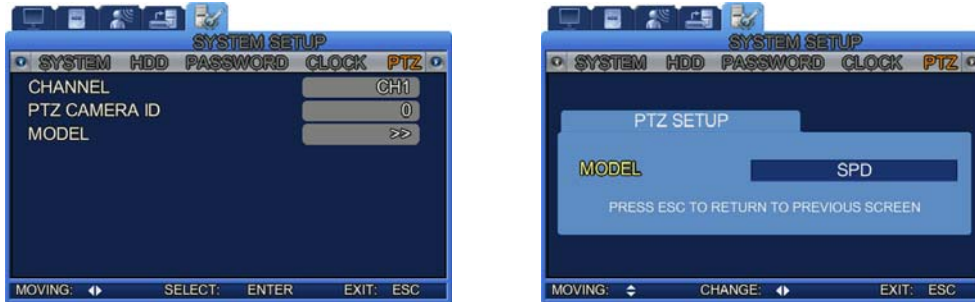 SYSTEM SETUP
SYSTEM HDD PASSWORD CLOCK PTZ
CHANNEL CH1
PTZ CAMERA ID 0
MODEL >>
MOVING: SELECT: ENTER EXIT: ESC
SYSTEM SETUP
SYSTEM HDD PASSWORD CLOCK PTZ
PTZ SETUP
MODEL SPD
PRESS ESC TO RETURN TO PREVIOUS SCREEN
MOVING: CHANGE: EXIT: ESC